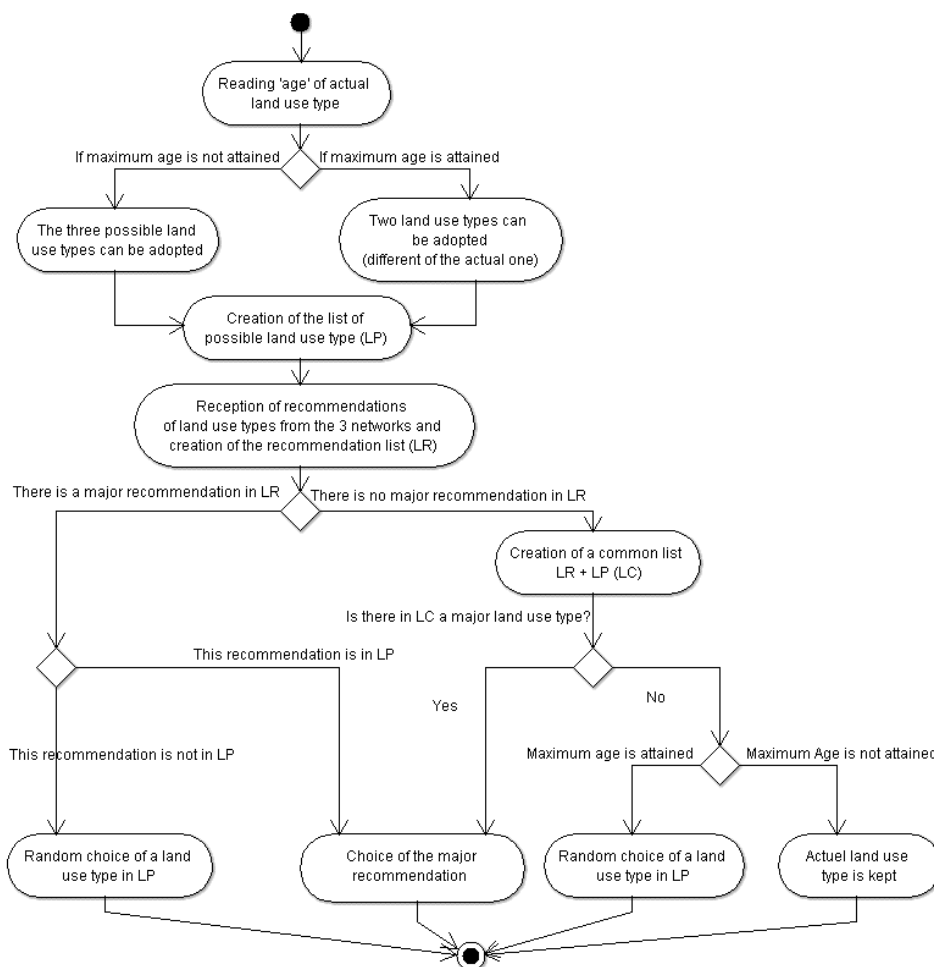 Reading 'age' of actual
land use type
If maximum age is not attained
If maximum age is attained
The three possible land
use types can be adopted
Two land use types can
be adopted
(different of the actual one)
Creation of the list of
possible land use type (LP)
Reception of recommendations
of land use types from the 3 networks and
creation of the recommendation list (LR)
There is a major recommendation in LR
There is no major recommendation in LR
Creation of a common list
LR + LP (LC)
Is there in LC a major land use type?
This recommendation is in LP
Yes
No
This recommendation is not in LP
Maximum age is attained
Maximum Age is not attained
Random choice of a land
use type in LP
Choice of the major
recommendation
Random choice of a land
use type in LP
Actuel land use
type is kept